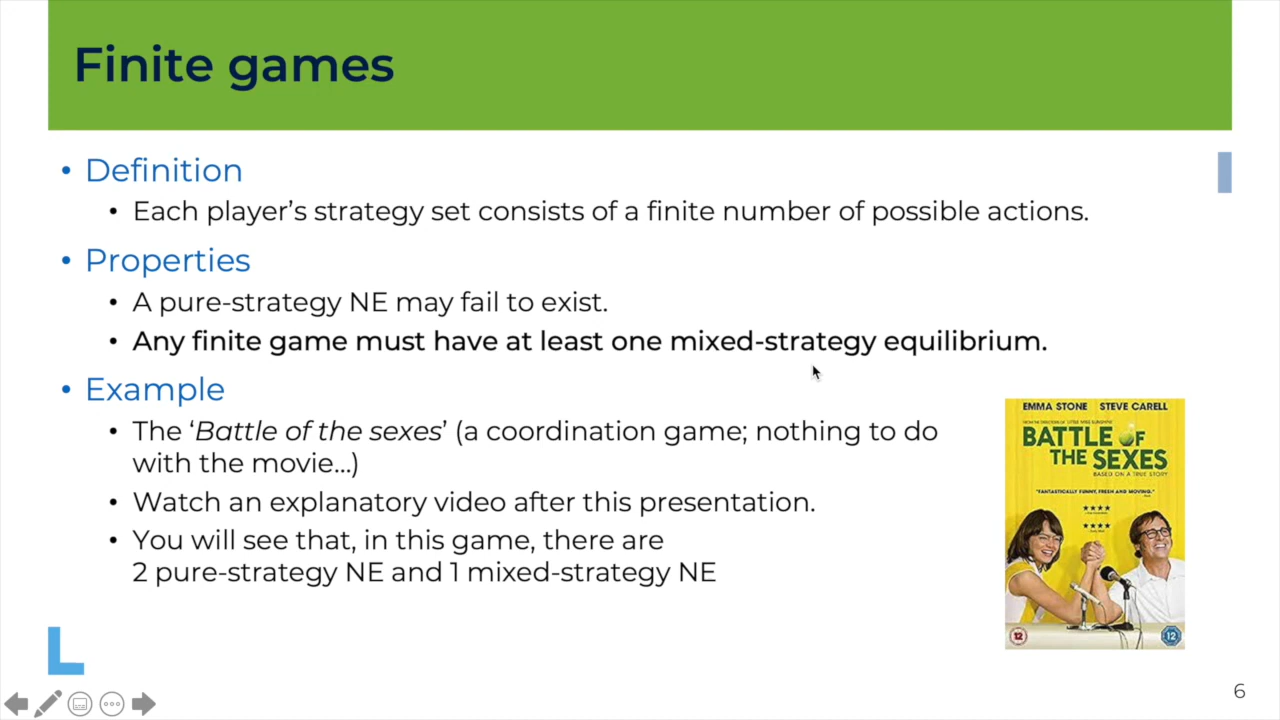 Finite games
• Definition
• Each player's strategy set consists of a finite number of possible actions.
• Properties
• A pure-strategy NE may fail to exist.
• Any finite game must have at least one mixed-strategy equilibrium.
• Example
• The ‘Battle of the sexes’ (a coordination game; nothing to do
with the movie…)
• Watch an explanatory video after this presentation.
• You will see that, in this game, there are
2 pure-strategy NE and 1 mixed-strategy NE
EMMA STONE STEVE CARELL
BATTLE OF
THE SEXES
BASED ON A TRUE STORY
"FANTASTICALLY FUNNY, FRESH AND MOVING."
★★★★
★★★★
12
12
L
6